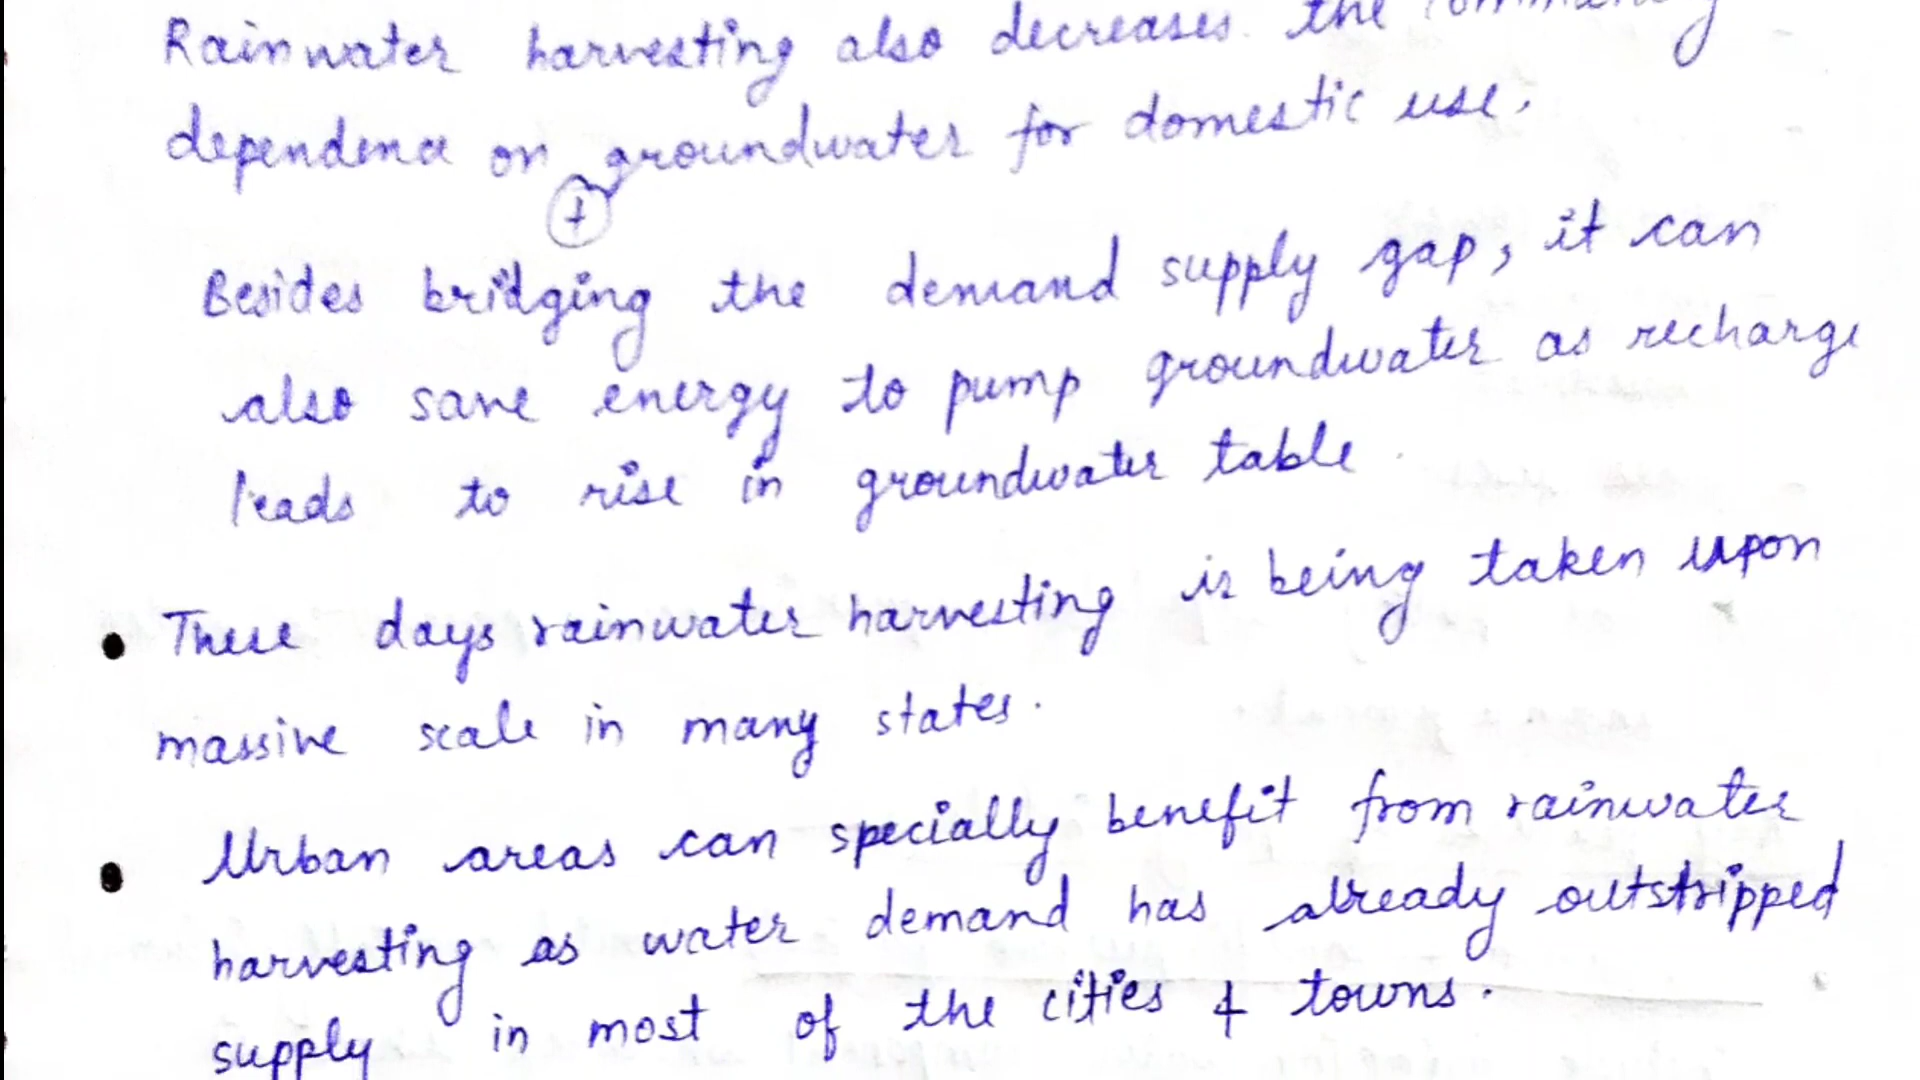 Rainwater harvesting also decreases the community
dependence on groundwater for domestic use.
+
Besides bridging the demand supply gap, it can
also save energy to pump groundwater as recharge
leads to rise in groundwater table
• These days rainwater harvesting is being taken upon
massive scale in many states.
• Urban areas can specially benefit from rainwater
harvesting as water demand has already outstripped
supply in most of the cities & towns.